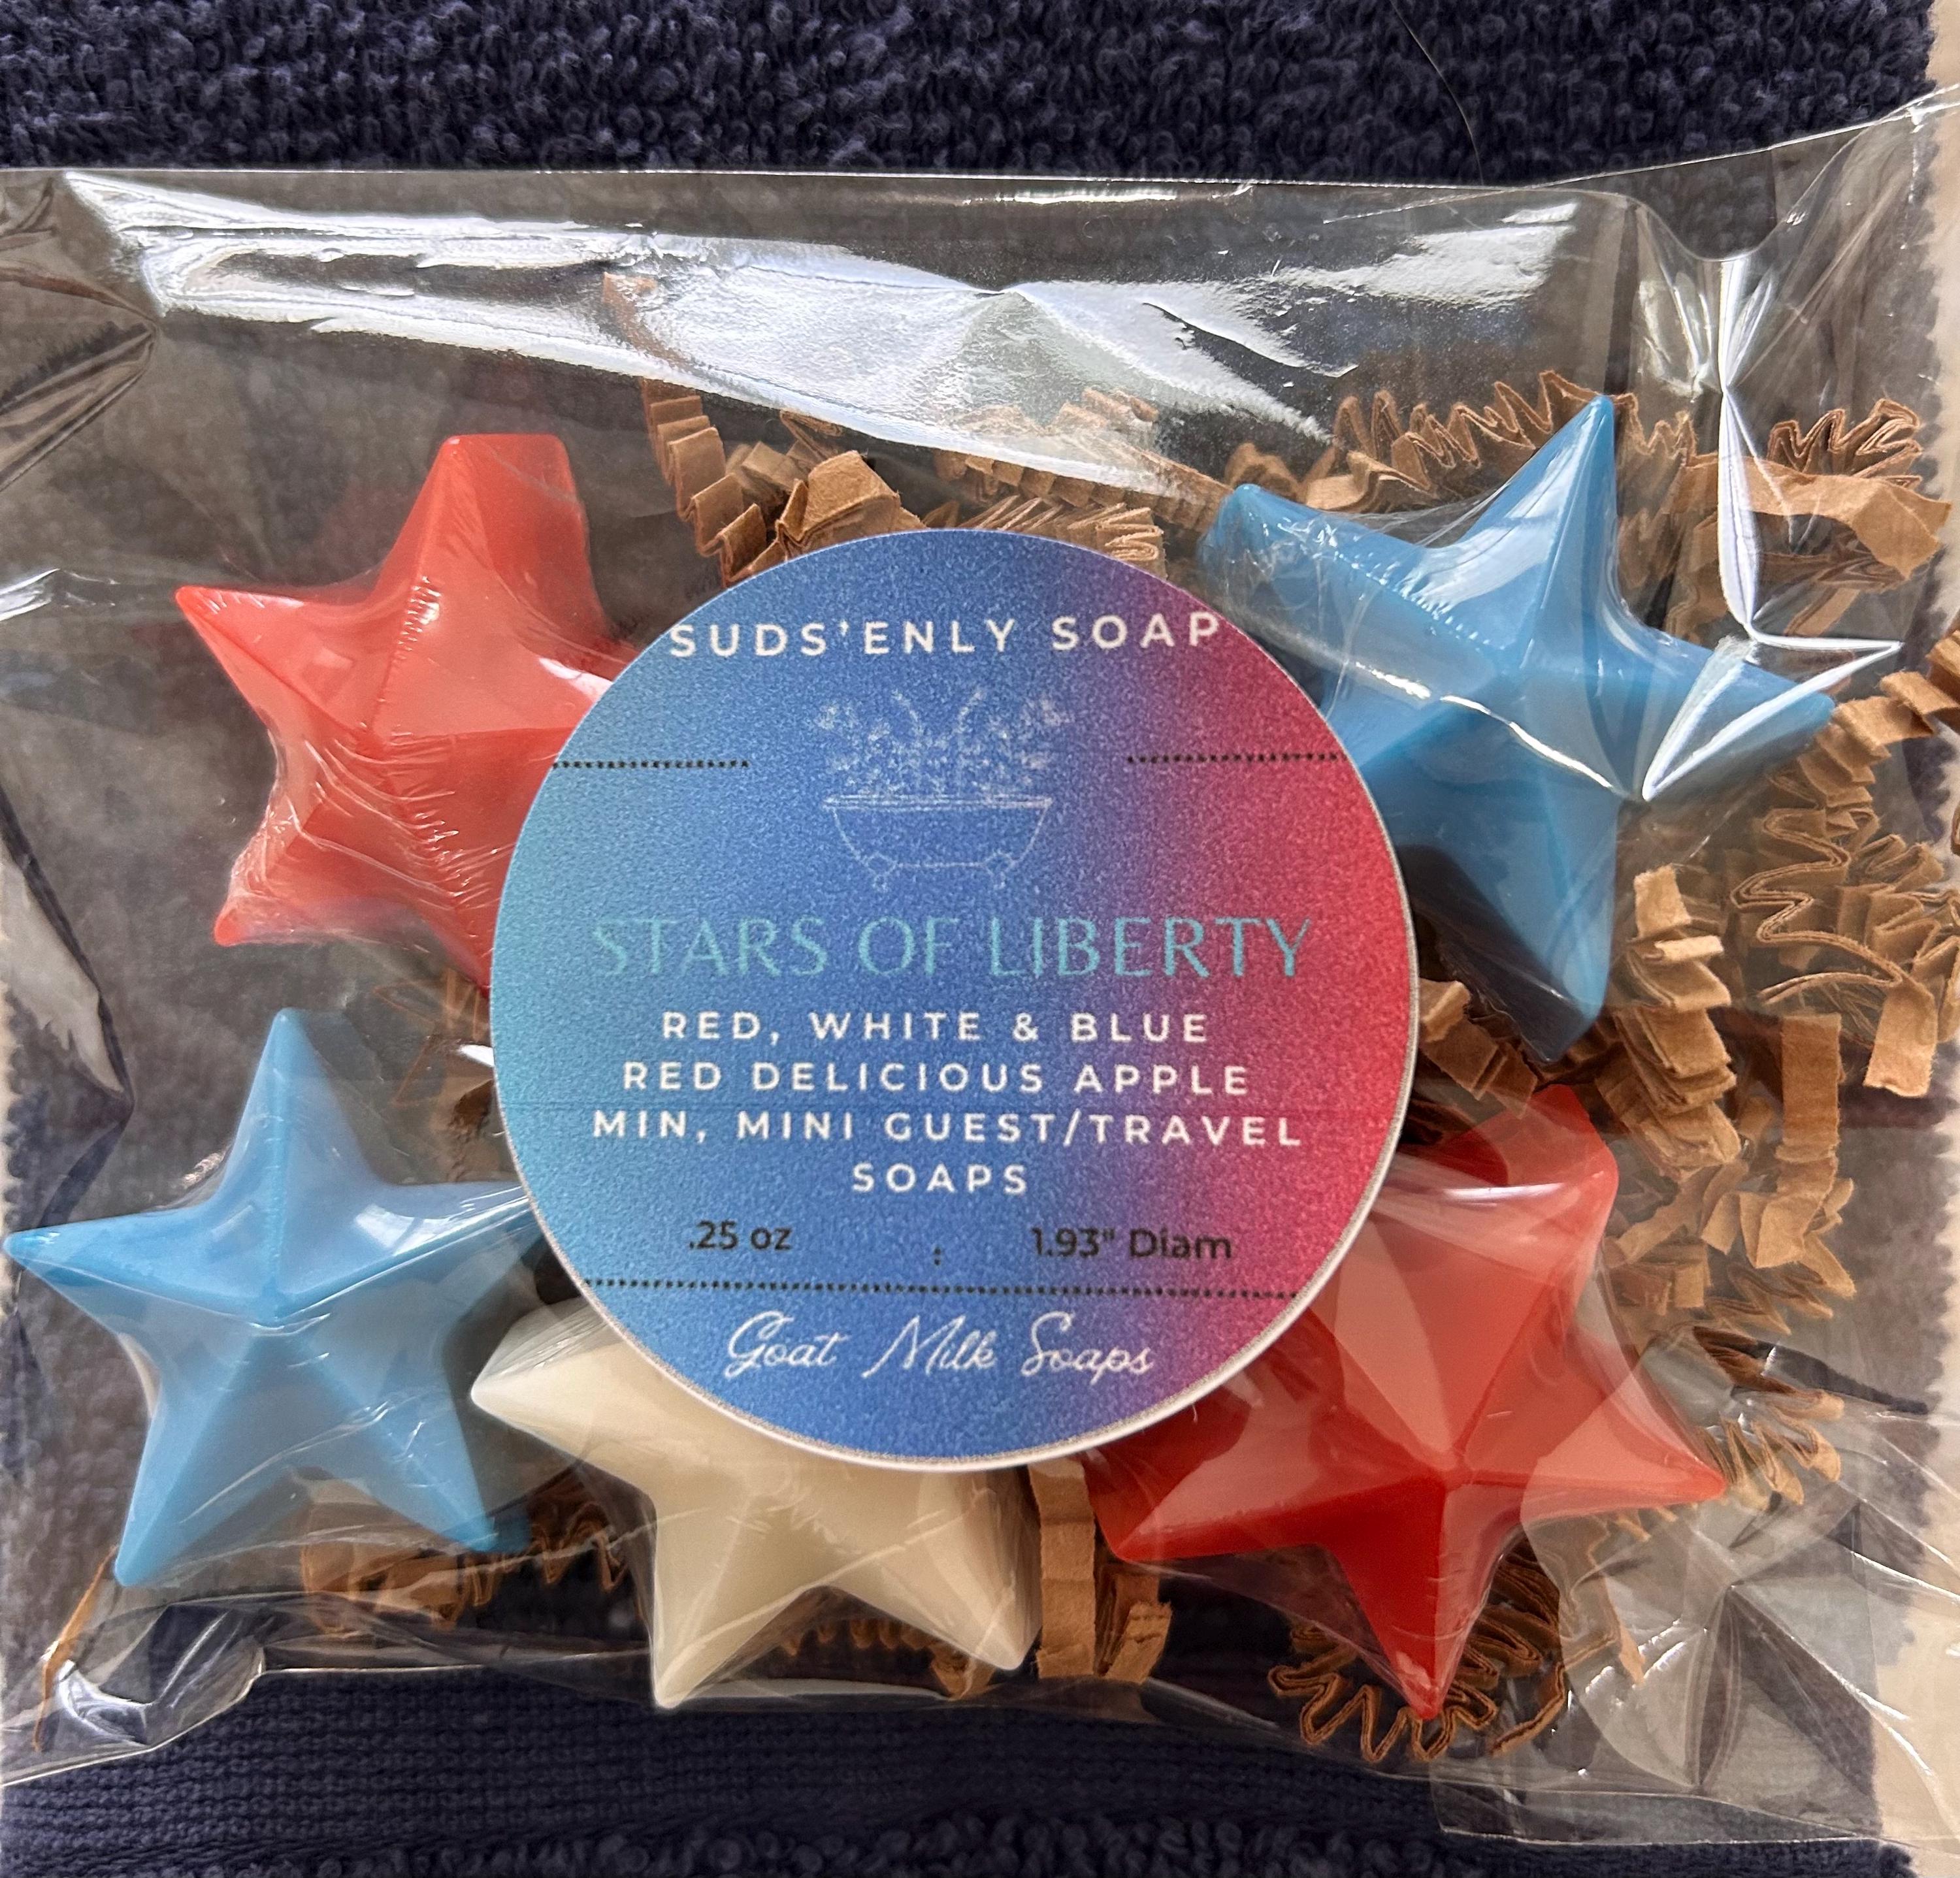 SUDS'ENLY SOAP
STARS OF LIBERTY
RED, WHITE & BLUE
RED DELICIOUS APPLE
MIN, MINI GUEST/TRAVEL
SOAPS
.25 oz : 1.93" Diam
Goat Milk Soaps